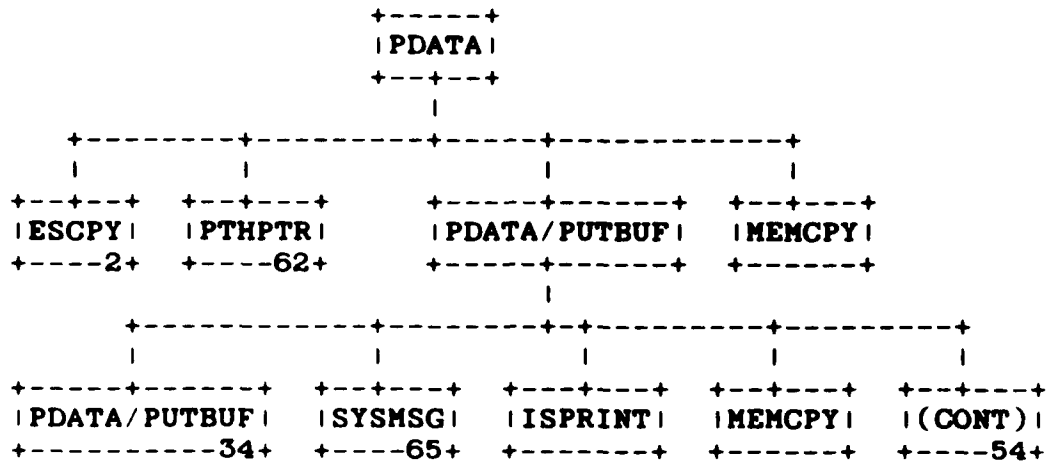 PDATA
ESCPY PTHPTR PDATA/PUTBUF MEMCPY
2 62
PDATA/PUTBUF SYSMSG ISPRINT MEMCPY (CONT)
34 65 54